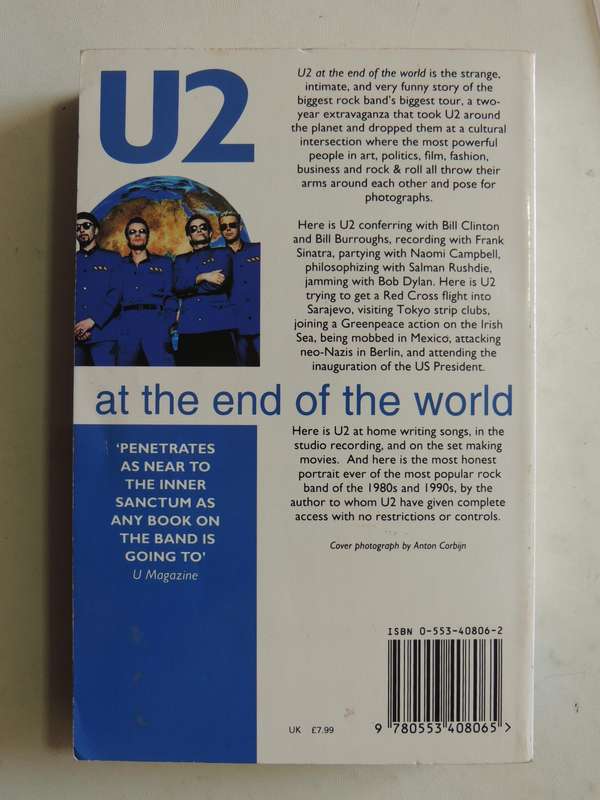 U2
U2 at the end of the world is the strange,
intimate, and very funny story of the
biggest rock band's biggest tour, a two-
year extravaganza that took U2 around
the planet and dropped them at a cultural
intersection where the most powerful
people in art, politics, film, fashion,
business and rock & roll all throw their
arms around each other and pose for
photographs.
Here is U2 conferring with Bill Clinton
and Bill Burroughs, recording with Frank
Sinatra, partying with Naomi Campbell,
philosophizing with Salman Rushdie,
jamming with Bob Dylan. Here is U2
trying to get a Red Cross flight into
Sarajevo, visiting Tokyo strip clubs,
joining a Greenpeace action on the Irish
Sea, being mobbed in Mexico, attacking
neo-Nazis in Berlin, and attending the
inauguration of the US President.
at the end of the world
Here is U2 at home writing songs, in the
studio recording, and on the set making
movies. And here is the most honest
portrait ever of the most popular rock
band of the 1980s and 1990s, by the
author to whom U2 have given complete
access with no restrictions or controls.
Cover photograph by Anton Corbijn
'PENETRATES
AS NEAR TO
THE INNER
SANCTUM AS
ANY BOOK ON
THE BAND IS
GOING TO'
U Magazine
ISBN 0-553-40806-2
9 780553 408065 >
UK £7.99